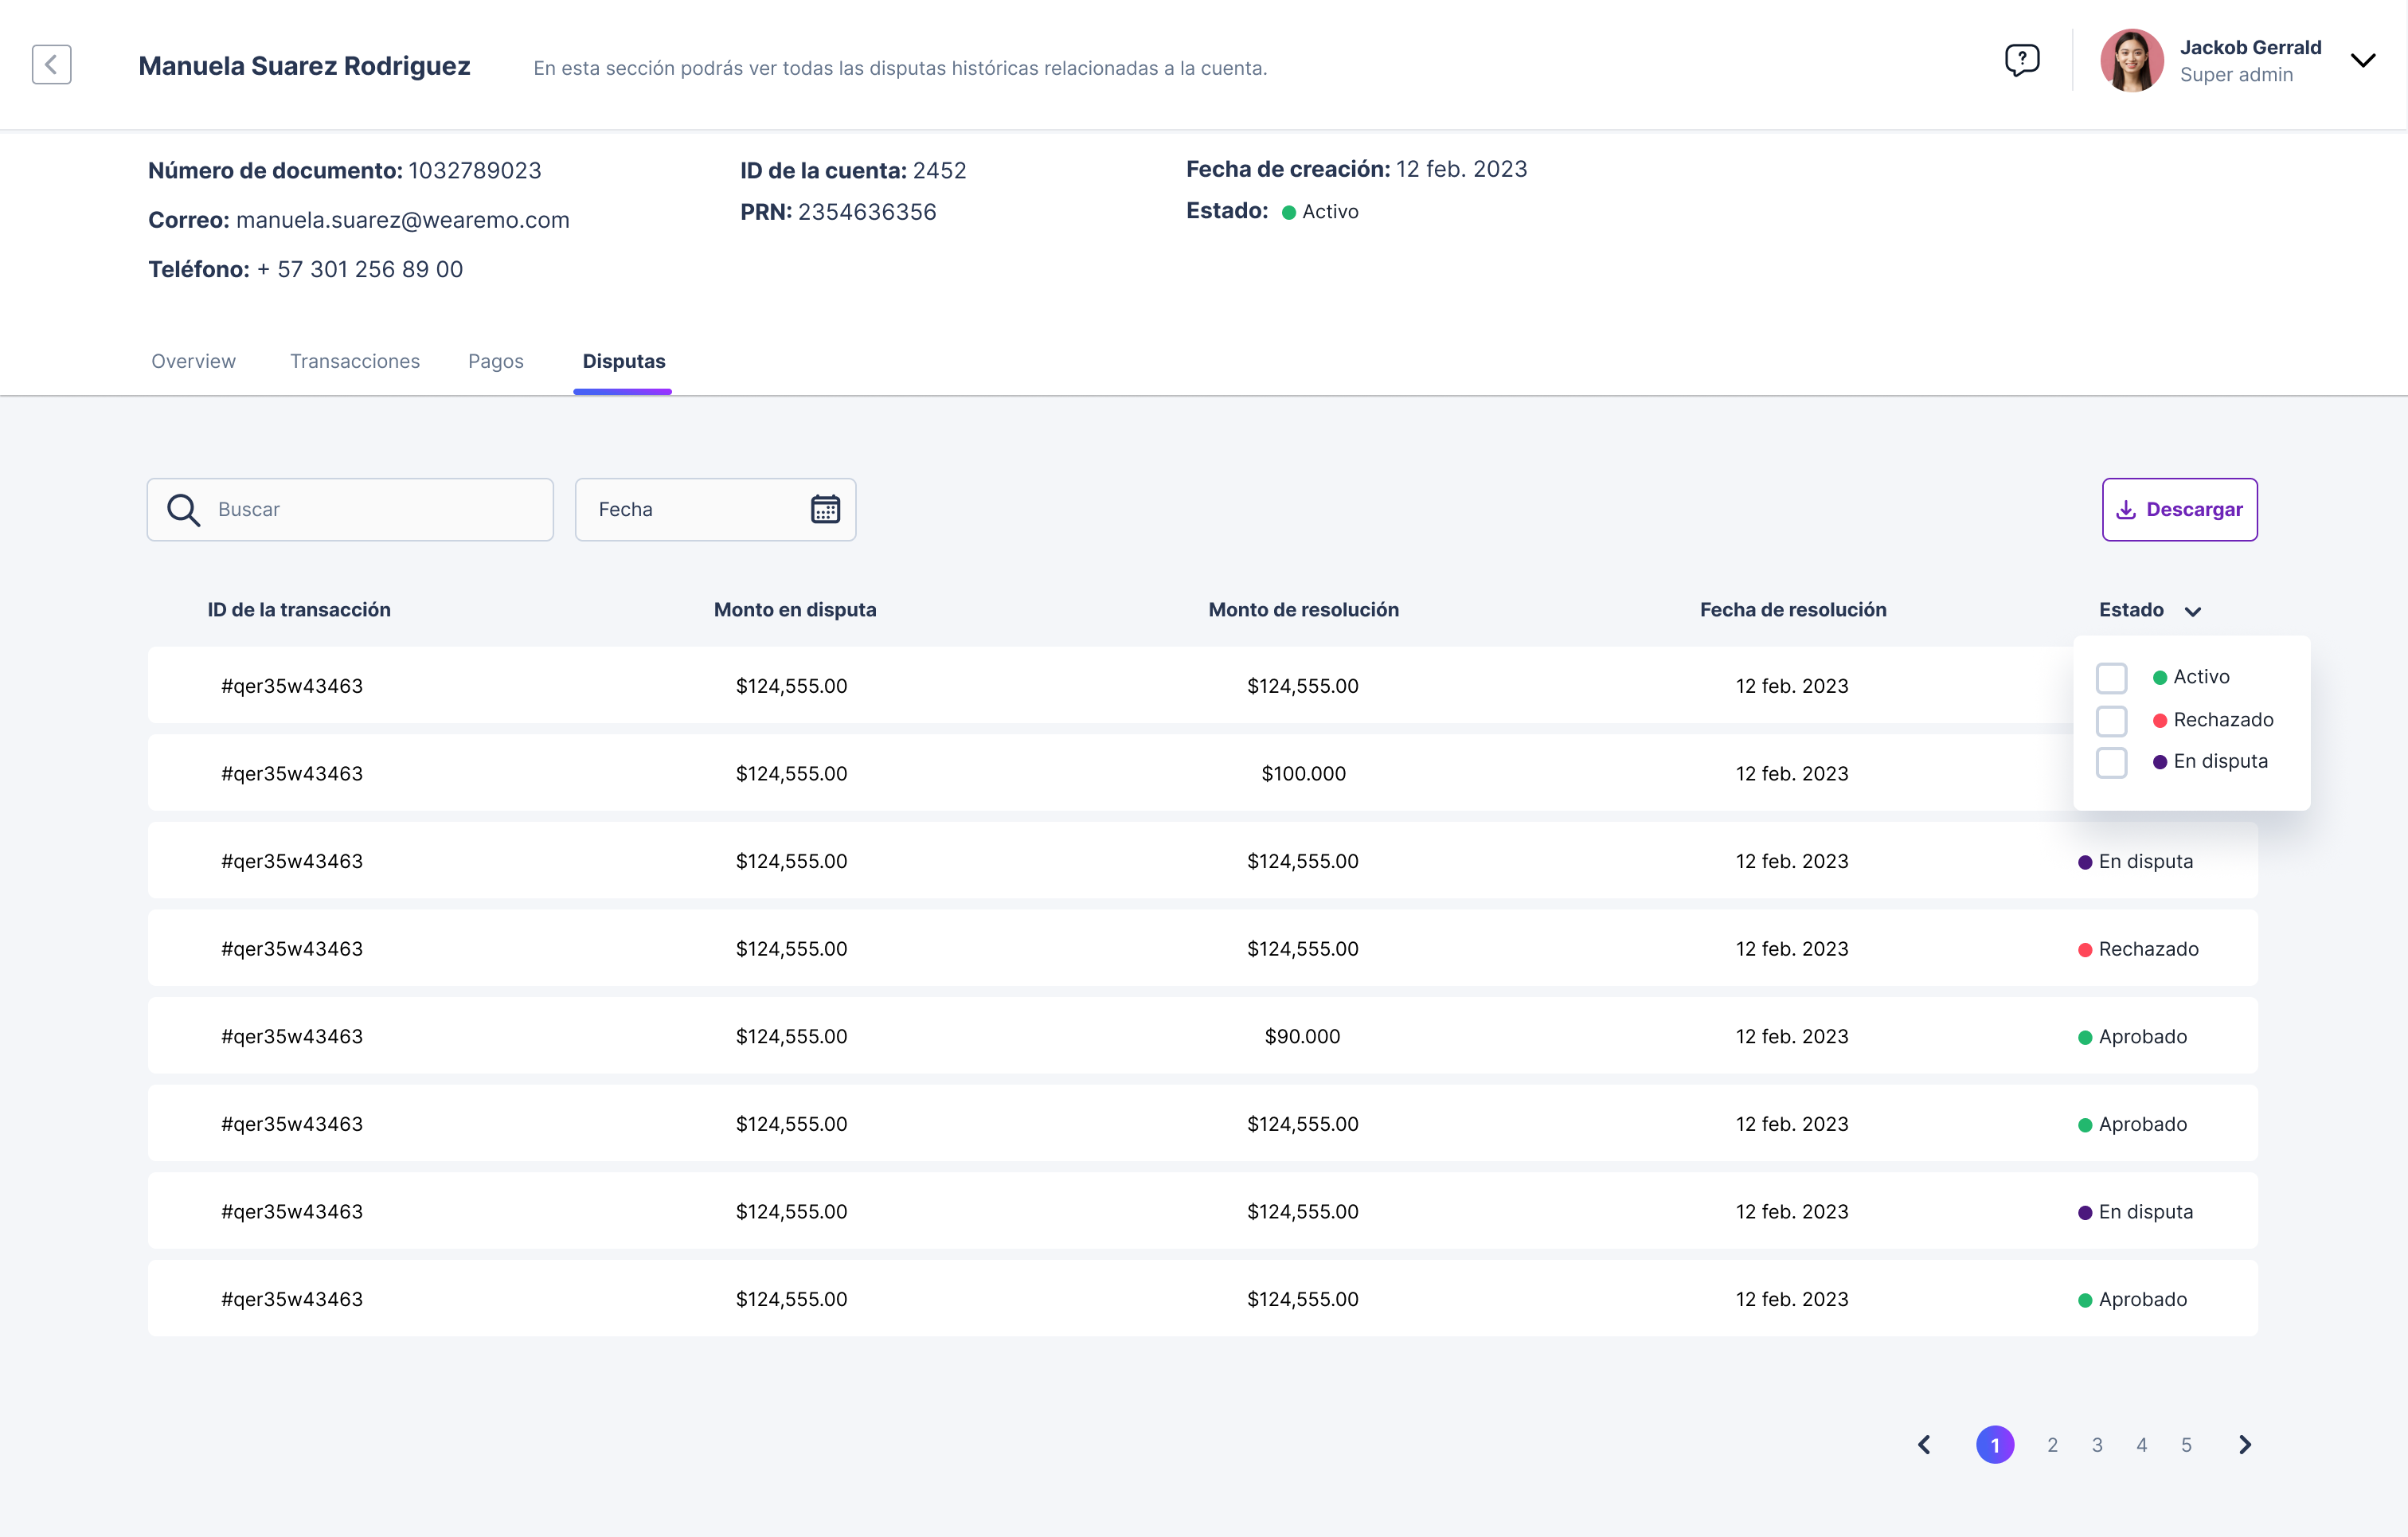 Manuela Suarez Rodriguez
En esta sección podrás ver todas las disputas históricas relacionadas a la cuenta.
?
Jackob Gerrald
Super admin
Número de documento: 1032789023
Correo: manuela.suarez@wearemo.com
Teléfono: + 57 301 256 89 00
ID de la cuenta: 2452
PRN: 2354636356
Fecha de creación: 12 feb. 2023
Estado: Activo
Overview Transacciones Pagos Disputas
Buscar
Fecha
Descargar
ID de la transacción Monto en disputa Monto de resolución Fecha de resolución Estado
Activo
Rechazado
En disputa
#qer35w43463 $124,555.00 $124,555.00 12 feb. 2023
#qer35w43463 $124,555.00 $100.000 12 feb. 2023
#qer35w43463 $124,555.00 $124,555.00 12 feb. 2023 En disputa
#qer35w43463 $124,555.00 $124,555.00 12 feb. 2023 Rechazado
#qer35w43463 $124,555.00 $90.000 12 feb. 2023 Aprobado
#qer35w43463 $124,555.00 $124,555.00 12 feb. 2023 Aprobado
#qer35w43463 $124,555.00 $124,555.00 12 feb. 2023 En disputa
#qer35w43463 $124,555.00 $124,555.00 12 feb. 2023 Aprobado
1 2 3 4 5